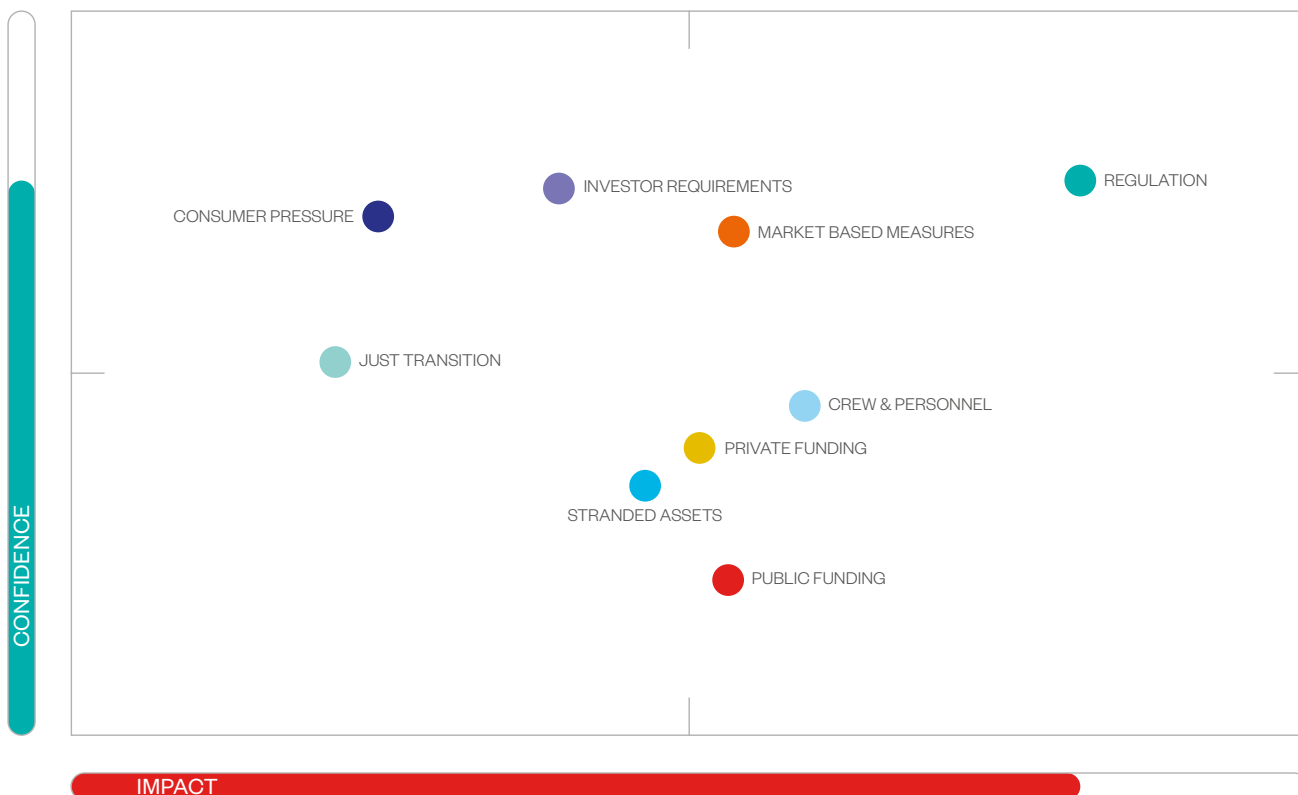 REGULATION
INVESTOR REQUIREMENTS
CONSUMER PRESSURE
MARKET BASED MEASURES
JUST TRANSITION
CREW & PERSONNEL
PRIVATE FUNDING
STRANDED ASSETS
PUBLIC FUNDING
CONFIDENCE
IMPACT